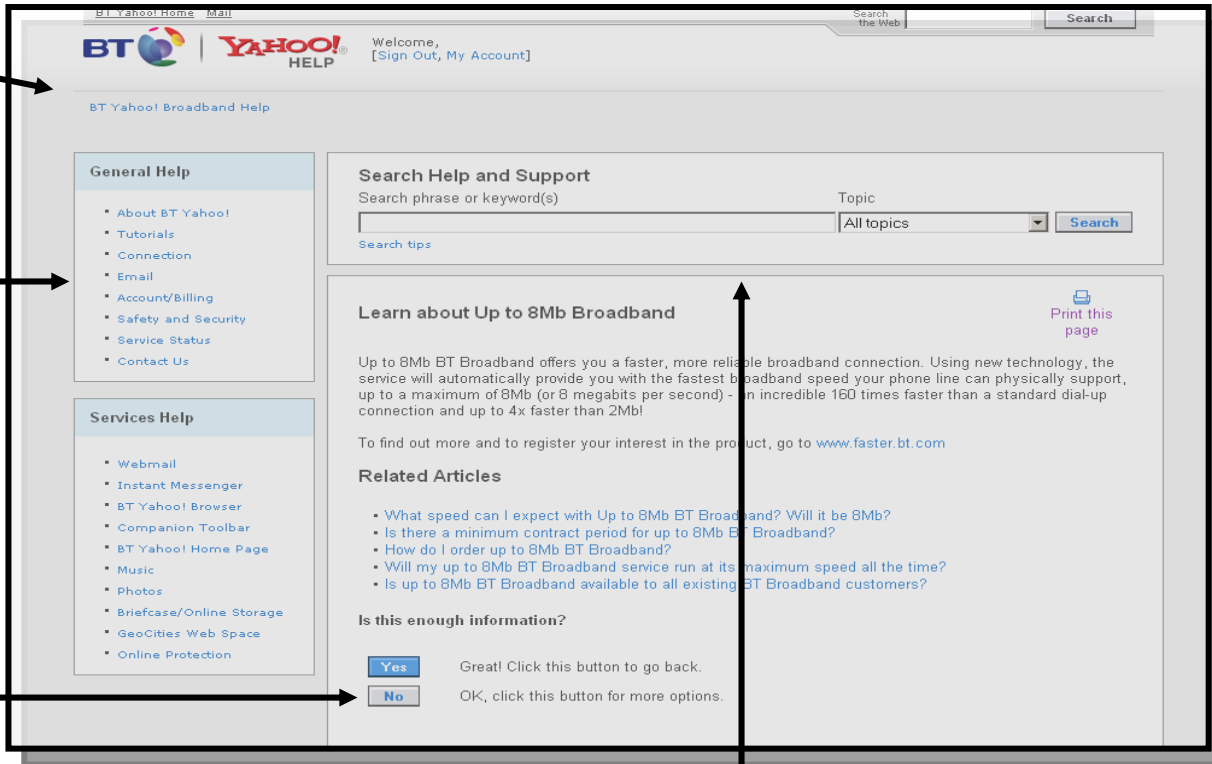 BT Yahoo! Home Mail
Search the Web
Search
BT YAHOO! HELP
Welcome,
[Sign Out, My Account]
BT Yahoo! Broadband Help
General Help
About BT Yahoo!
Tutorials
Connection
Email
Account/Billing
Safety and Security
Service Status
Contact Us
Services Help
Webmail
Instant Messenger
BT Yahoo! Browser
Companion Toolbar
BT Yahoo! Home Page
Music
Photos
Briefcase/Online Storage
GeoCities Web Space
Online Protection
Search Help and Support
Search phrase or keyword(s)
Topic
All topics
Search
Search tips
Learn about Up to 8Mb Broadband
Print this
page
Up to 8Mb BT Broadband offers you a faster, more reliable broadband connection. Using new technology, the
service will automatically provide you with the fastest broadband speed your phone line can physically support,
up to a maximum of 8Mb (or 8 megabits per second) - an incredible 160 times faster than a standard dial-up
connection and up to 4x faster than 2Mb!
To find out more and to register your interest in the product, go to www.faster.bt.com
Related Articles
What speed can I expect with Up to 8Mb BT Broadband? Will it be 8Mb?
Is there a minimum contract period for up to 8Mb BT Broadband?
How do I order up to 8Mb BT Broadband?
Will my up to 8Mb BT Broadband service run at its maximum speed all the time?
Is up to 8Mb BT Broadband available to all existing BT Broadband customers?
Is this enough information?
Yes
Great! Click this button to go back.
No
OK, click this button for more options.